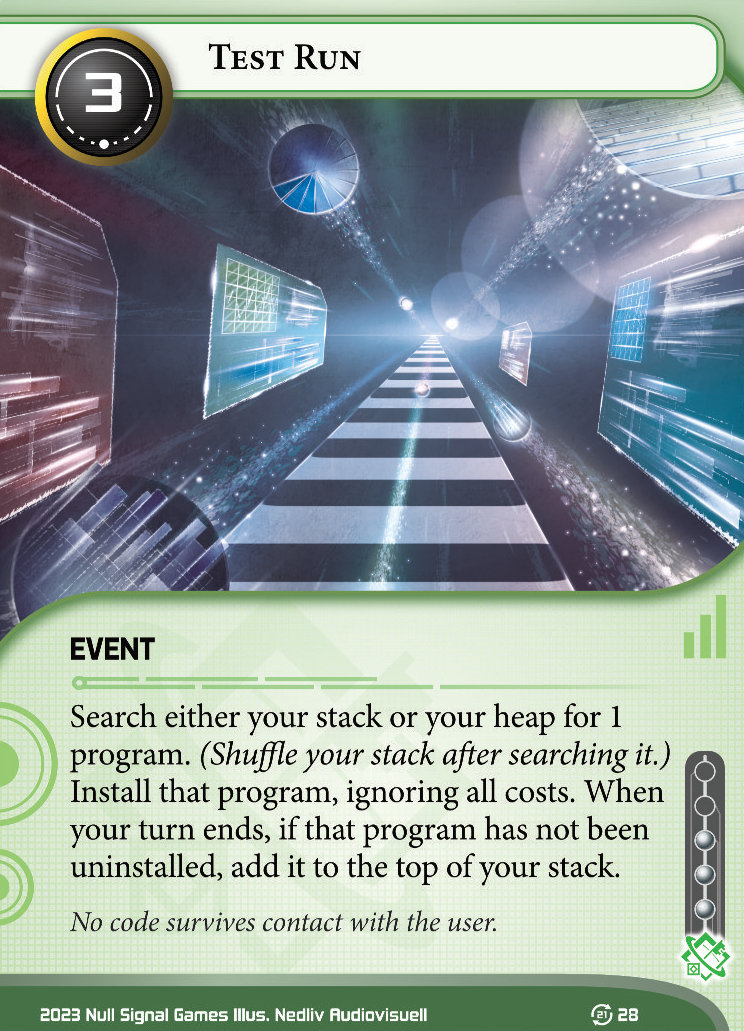 3
Test Run
EVENT
Search either your stack or your heap for 1
program. (Shuffle your stack after searching it.)
Install that program, ignoring all costs. When
your turn ends, if that program has not been
uninstalled, add it to the top of your stack.
No code survives contact with the user.
2023 Null Signal Games Illus. Nedliv Audiovisuell
21 28